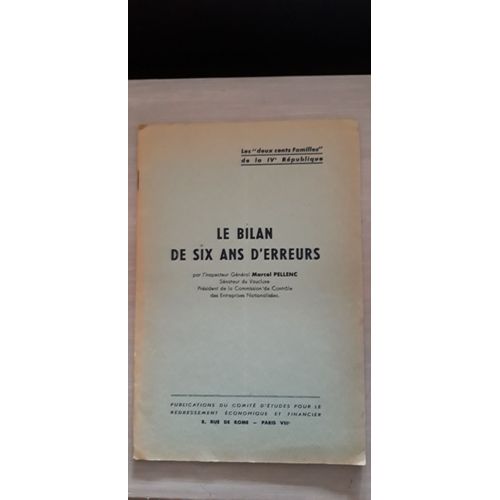 Les "deux cents Familles"
de la IVe République
LE BILAN
DE SIX ANS D'ERREURS
par l'Inspecteur Général Marcel PELLENC
Sénateur du Vaucluse
Président de la Commission de Contrôle
des Entreprises Nationalisées.
PUBLICATIONS DU COMITÉ D'ÉTUDES POUR LE
REDRESSEMENT ÉCONOMIQUE ET FINANCIER
8, RUE DE ROME — PARIS VIIIe